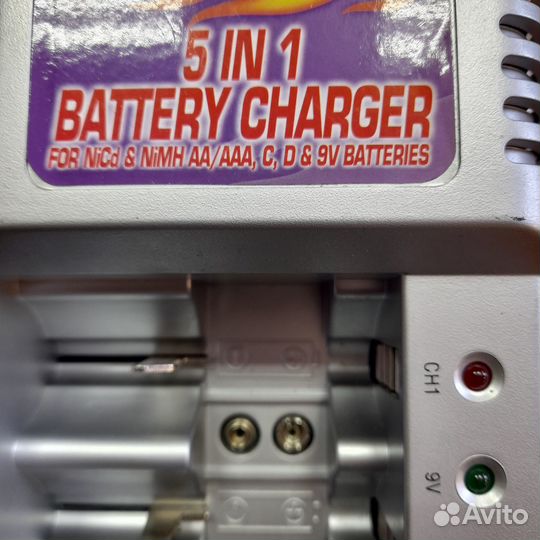 5 IN 1
BATTERY CHARGER
FOR NiCd & NiMH AA/AAA, C, D & 9V BATTERIES
CH1
9V
Avito